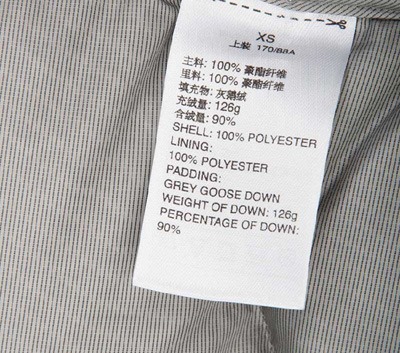 XS
上装 170/88A
主料: 100% 聚酯纤维
里料: 100% 聚酯纤维
填充物: 灰鹅绒
充绒量: 126g
含绒量: 90%
SHELL: 100% POLYESTER
LINING:
100% POLYESTER
PADDING:
GREY GOOSE DOWN
WEIGHT OF DOWN: 126g
PERCENTAGE OF DOWN:
90%